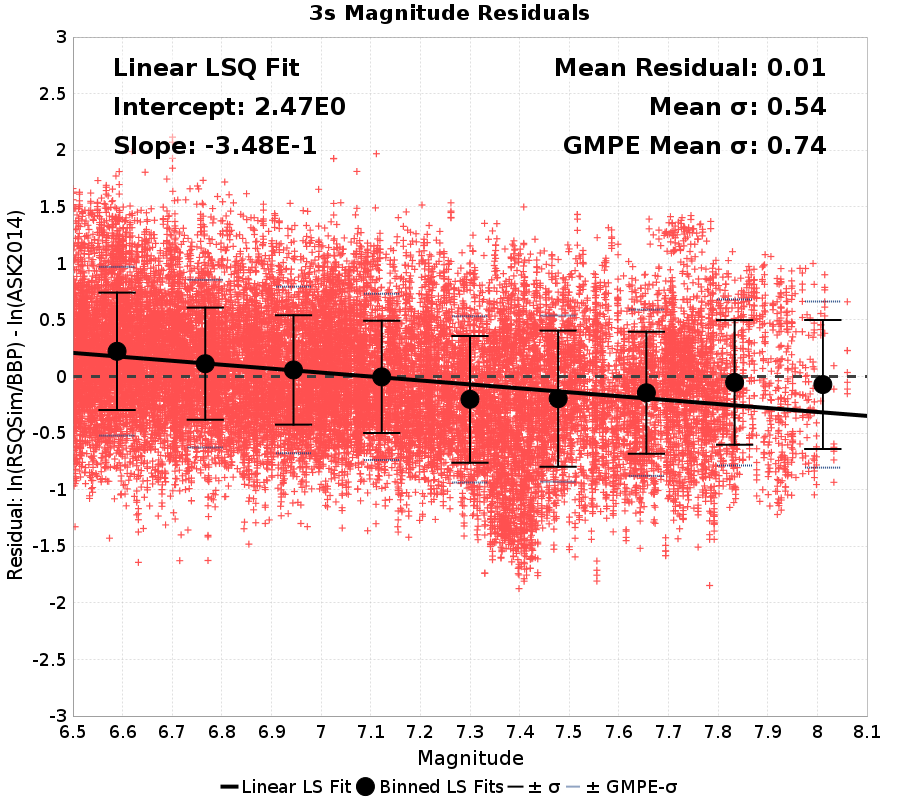 3s Magnitude Residuals
Linear LSQ Fit
Intercept: 2.47E0
Slope: -3.48E-1
Mean Residual: 0.01
Mean σ: 0.54
GMPE Mean σ: 0.74
Residual: ln(RSQSim/BBP) - ln(ASK2014)
3
2.5
2
1.5
1
0.5
0
-0.5
-1
-1.5
-2
-2.5
-3
6.5 6.6 6.7 6.8 6.9 7 7.1 7.2 7.3 7.4 7.5 7.6 7.7 7.8 7.9 8 8.1
Magnitude
Linear LS Fit Binned LS Fits ± σ ± GMPE-σ